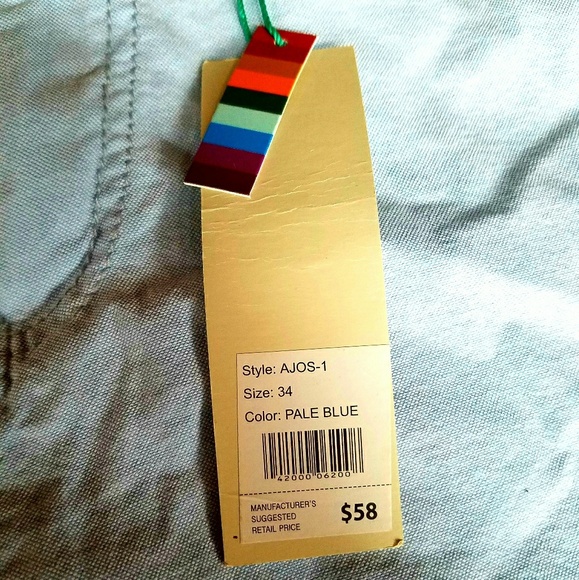 Style: AJOS-1
Size: 34
Color: PALE BLUE
42000 06200
MANUFACTURER'S
SUGGESTED
RETAIL PRICE
$58